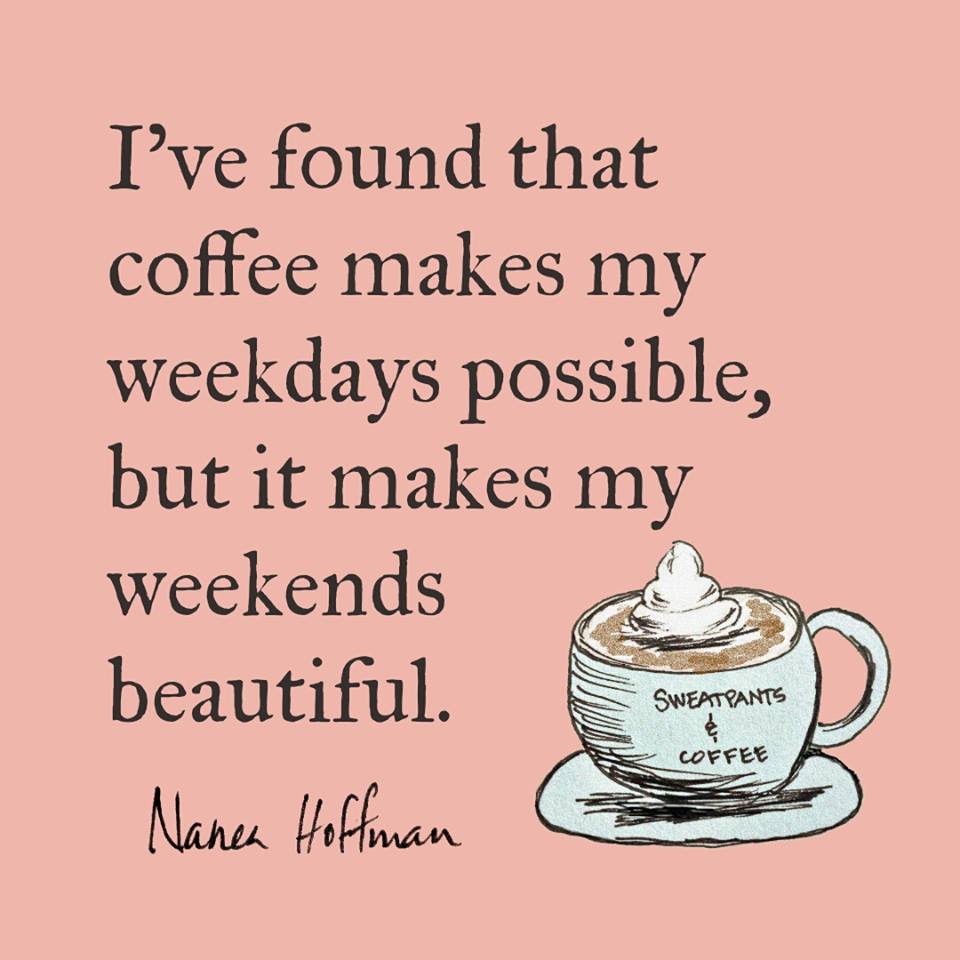 I’ve found that
coffee makes my
weekdays possible,
but it makes my
weekends
beautiful.
SWEATPANTS
&
COFFEE
Nanea Hoffman